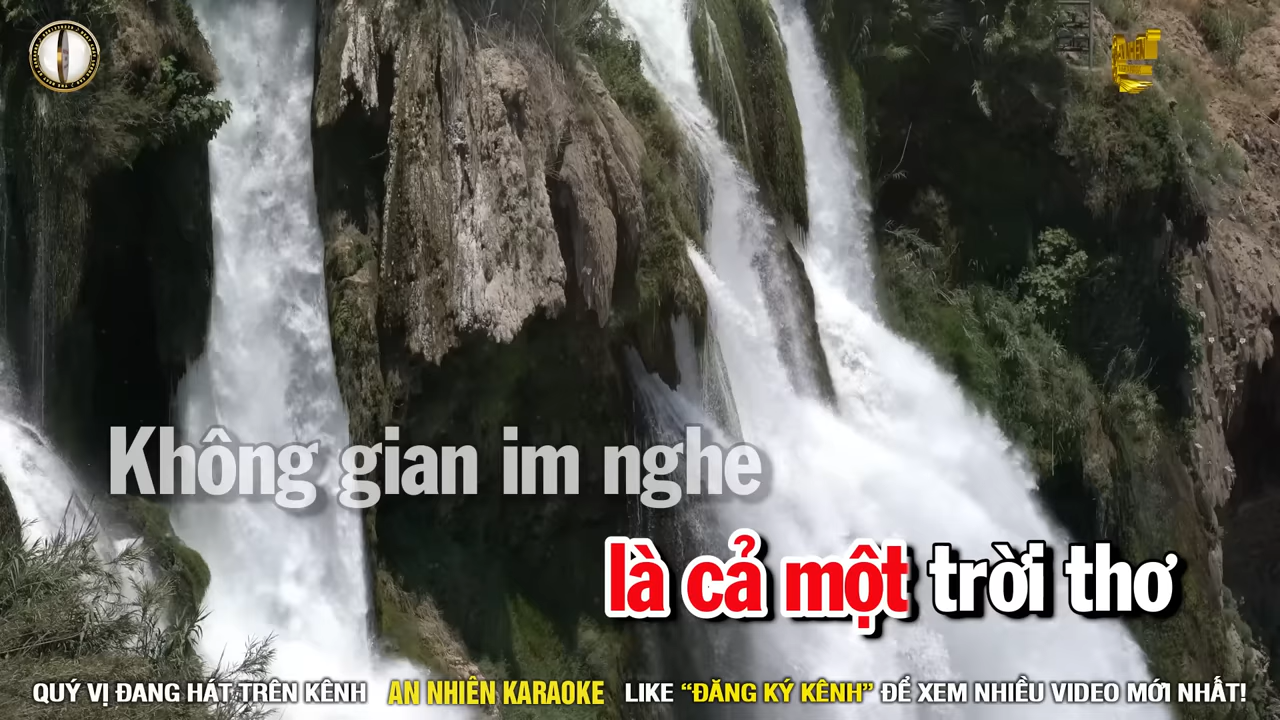 Không gian im nghe
là cả một trời thơ
QUÝ VỊ ĐANG HÁT TRÊN KÊNH AN NHIÊN KARAOKE LIKE “ĐĂNG KÝ KÊNH” ĐỂ XEM NHIỀU VIDEO MỚI NHẤT!